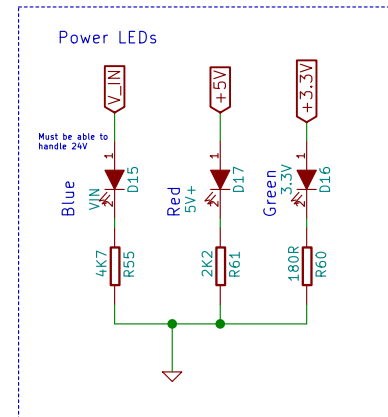 Power LEDs
V_IN
+5V
+3.3V
Must be able to
handle 24V
1
D15
VIN
2
Blue
1
D17
5V+
2
Red
1
D16
3.3V
2
Green
4K7
R55
2K2
R61
180R
R60